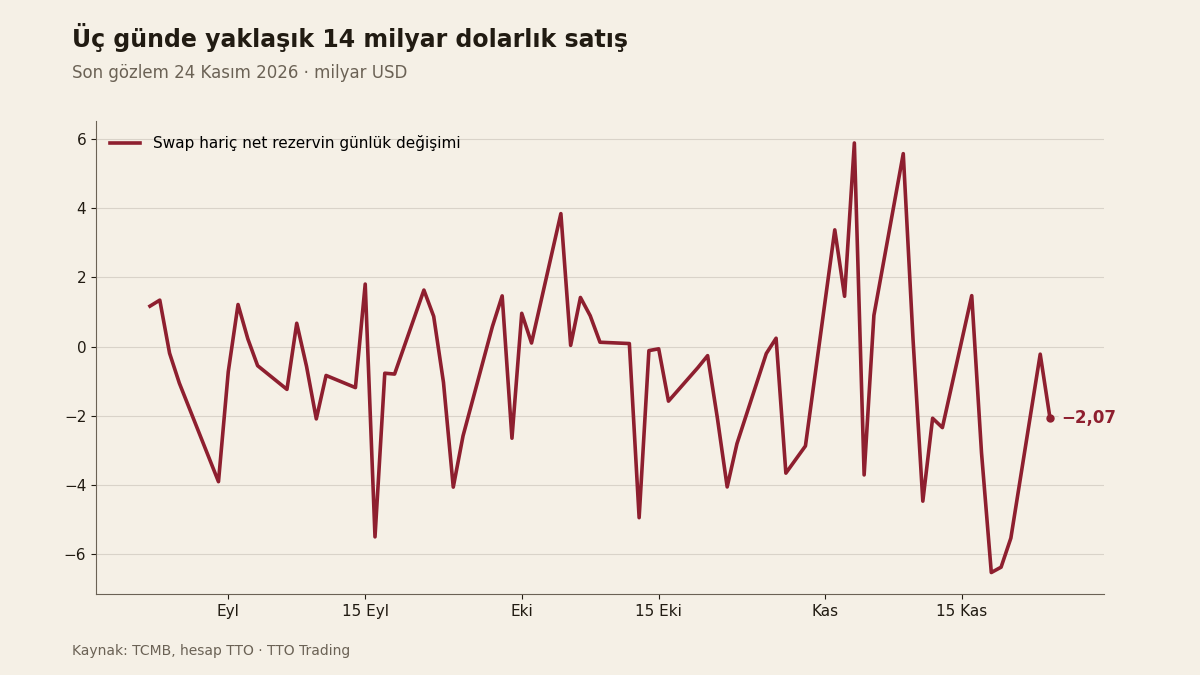 Üç günde yaklaşık 14 milyar dolarlık satış
Son gözlem 24 Kasım 2026 · milyar USD
Swap hariç net rezervin günlük değişimi
6
4
2
0
−2
−4
−6
−2,07
Eyl
15 Eyl
Eki
15 Eki
Kas
15 Kas
Kaynak: TCMB, hesap TTO · TTO Trading